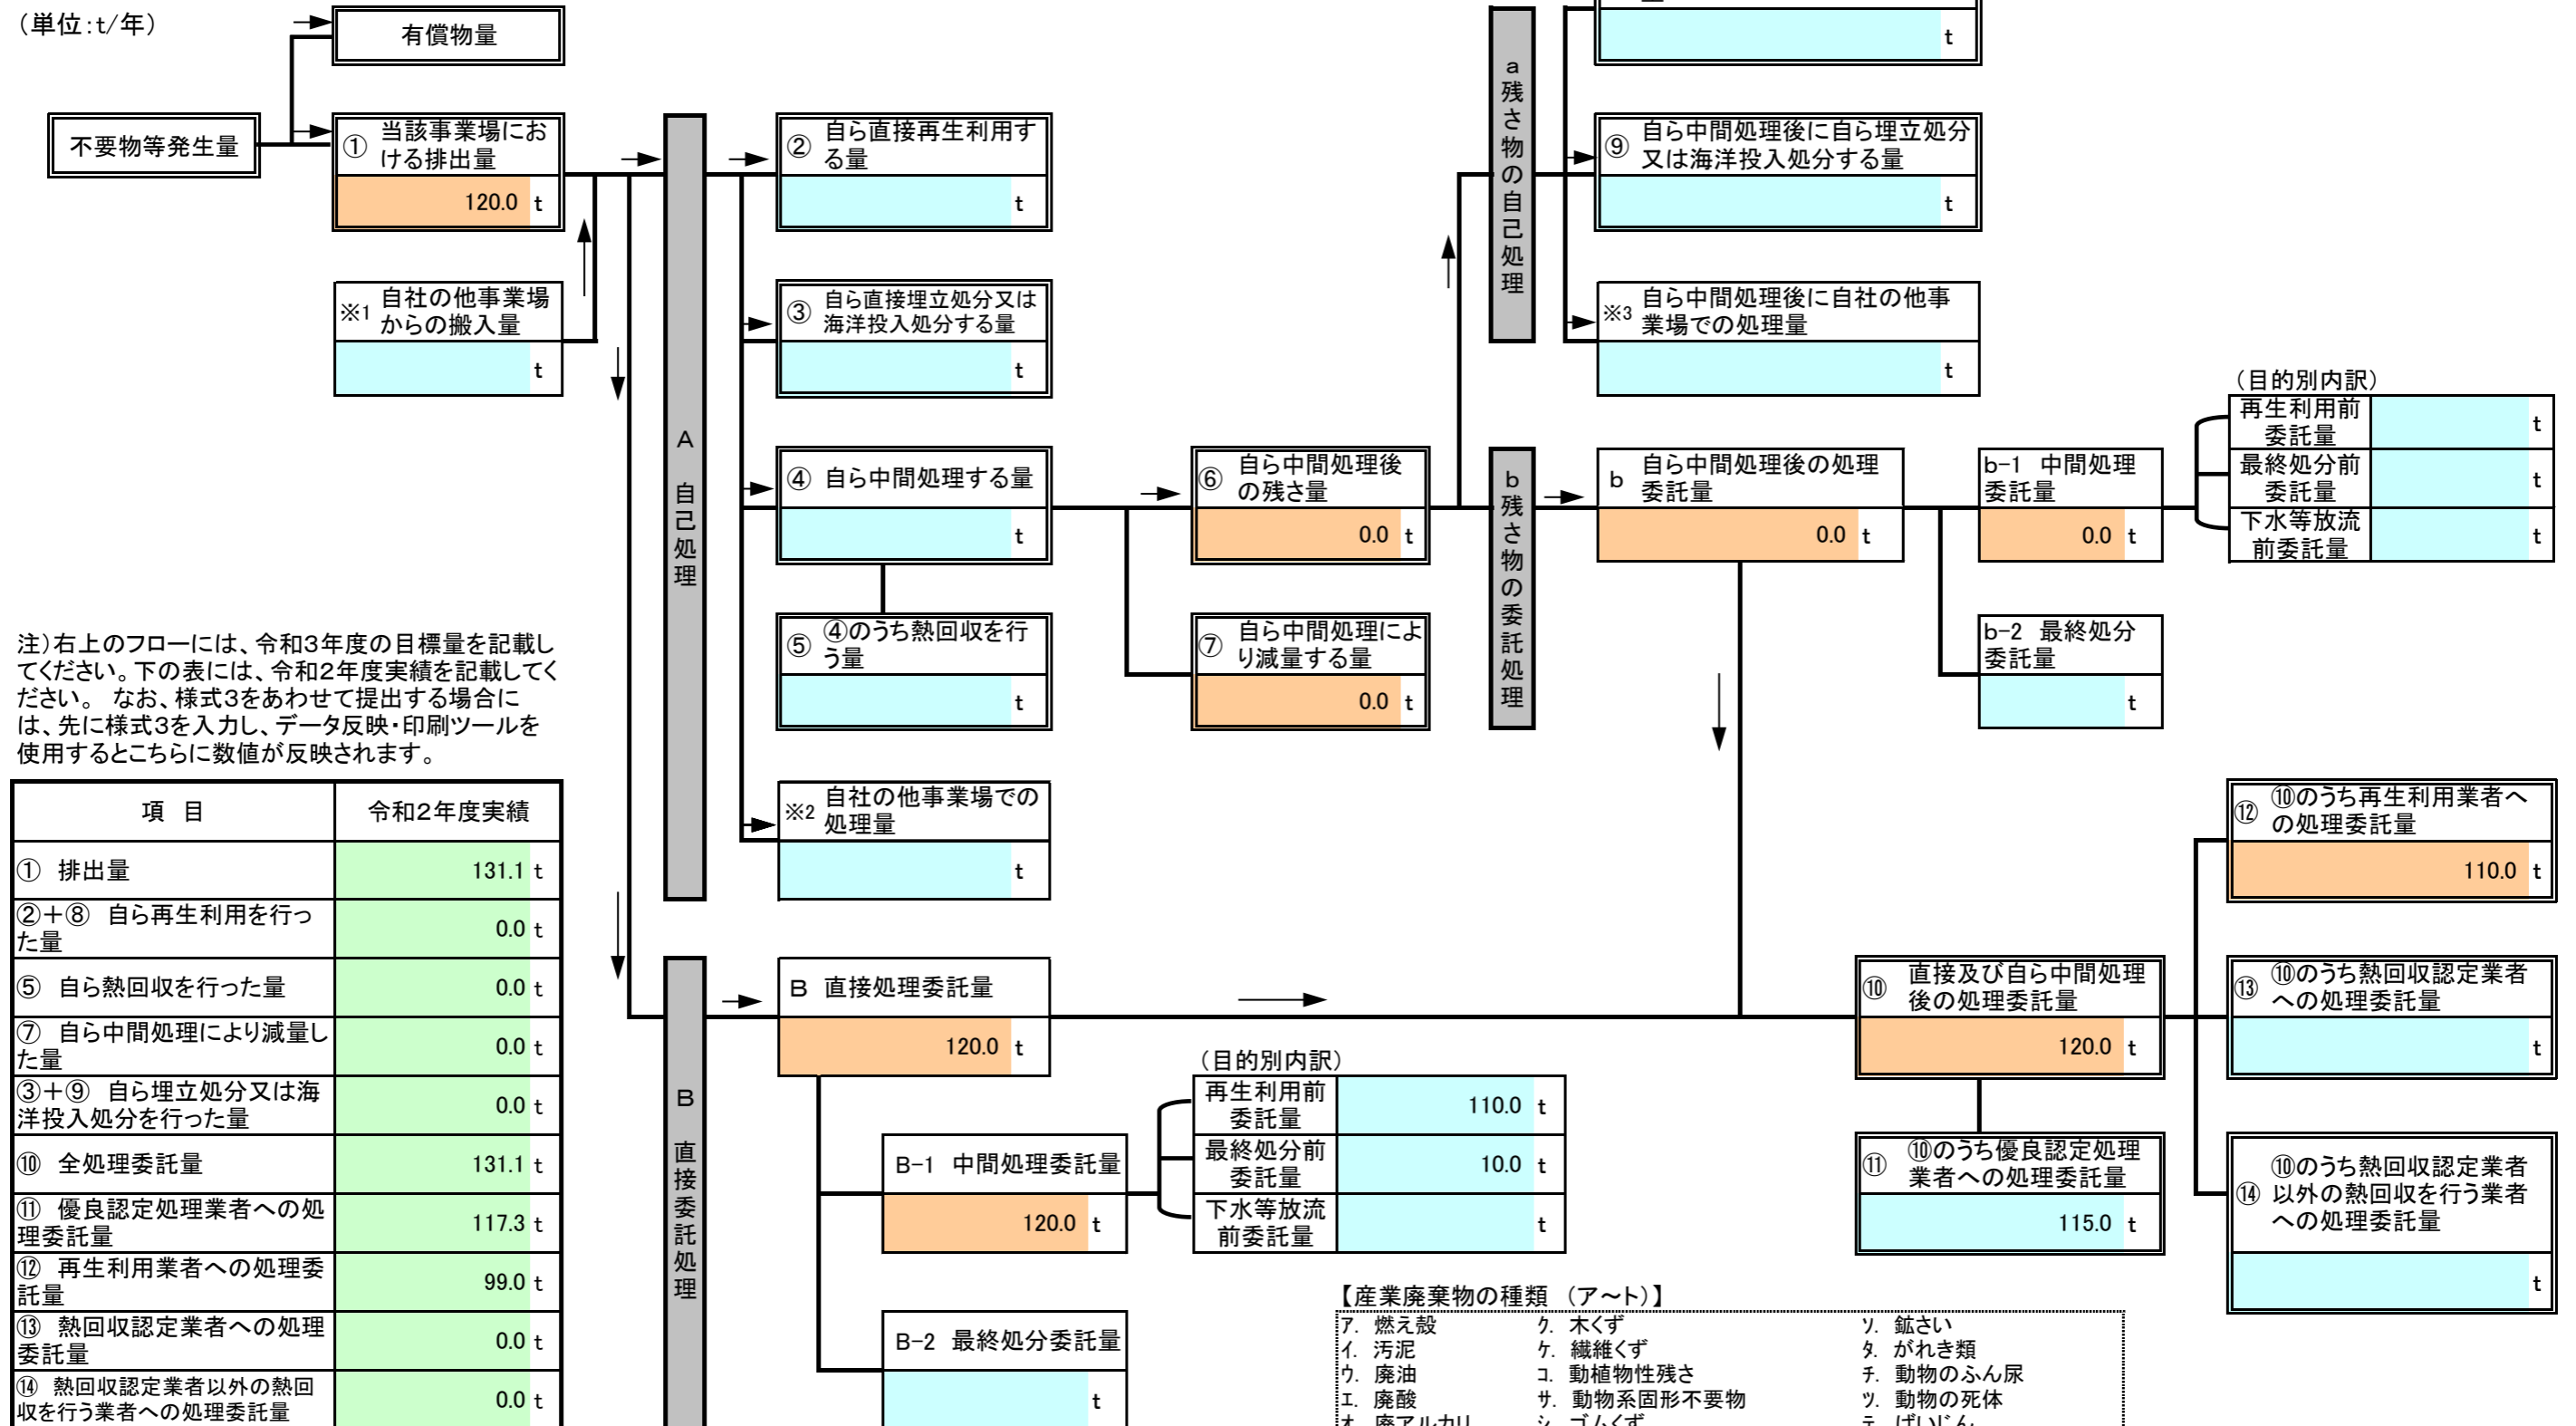 (単位:t/年)
有償物量
不要物等発生量
① 当該事業場にお
ける排出量
120.0 t
※1 自社の他事業場
からの搬入量
t
A 自己処理
② 自ら直接再生利用す
る量
t
③ 自ら直接埋立処分又は
海洋投入処分する量
t
④ 自ら中間処理する量
t
⑤ ④のうち熱回収を行
う量
t
※2 自社の他事業場での
処理量
t
⑥ 自ら中間処理後
の残さ量
0.0 t
⑦ 自ら中間処理によ
り減量する量
0.0 t
a 残さ物の自己処理
t
⑨ 自ら中間処理後に自ら埋立処分
又は海洋投入処分する量
t
※3 自ら中間処理後に自社の他事
業場での処理量
t
b 残さ物の委託処理
b 自ら中間処理後の処理
委託量
0.0 t
b-1 中間処理
委託量
0.0 t
(目的別内訳)
再生利用前
委託量
t
最終処分前
委託量
t
下水等放流
前委託量
t
b-2 最終処分
委託量
t
注)右上のフローには、令和3年度の目標量を記載し
てください。下の表には、令和2年度実績を記載してく
ださい。 なお、様式3をあわせて提出する場合に
は、先に様式3を入力し、データ反映・印刷ツールを
使用するとこちらに数値が反映されます。
項 目 令和2年度実績
① 排出量 131.1 t
②+⑧ 自ら再生利用を行っ
た量 0.0 t
⑤ 自ら熱回収を行った量 0.0 t
⑦ 自ら中間処理により減量し
た量 0.0 t
③+⑨ 自ら埋立処分又は海
洋投入処分を行った量 0.0 t
⑩ 全処理委託量 131.1 t
⑪ 優良認定処理業者への処
理委託量 117.3 t
⑫ 再生利用業者への処理委
託量 99.0 t
⑬ 熱回収認定業者への処理
委託量 0.0 t
⑭ 熱回収認定業者以外の熱回
収を行う業者への処理委託量 0.0 t
B 直接委託処理
B 直接処理委託量
120.0 t
B-1 中間処理委託量
120.0 t
(目的別内訳)
再生利用前
委託量
110.0 t
最終処分前
委託量
10.0 t
下水等放流
前委託量
t
B-2 最終処分委託量
t
⑩ 直接及び自ら中間処理
後の処理委託量
120.0 t
⑪ ⑩のうち優良認定処理
業者への処理委託量
115.0 t
⑫ ⑩のうち再生利用業者へ
の処理委託量
110.0 t
⑬ ⑩のうち熱回収認定業者
への処理委託量
t
⑭ ⑩のうち熱回収認定業者
以外の熱回収を行う業者
への処理委託量
t
【産業廃棄物の種類 (ア~ト)】
ア. 燃え殻 ク. 木くず ソ. 鉱さい
イ. 汚泥 ケ. 繊維くず タ. がれき類
ウ. 廃油 コ. 動植物性残さ チ. 動物のふん尿
エ. 廃酸 サ. 動物系固形不要物 ツ. 動物の死体
オ. 廃アルカリ シ. ゴムくず テ. ばいじん